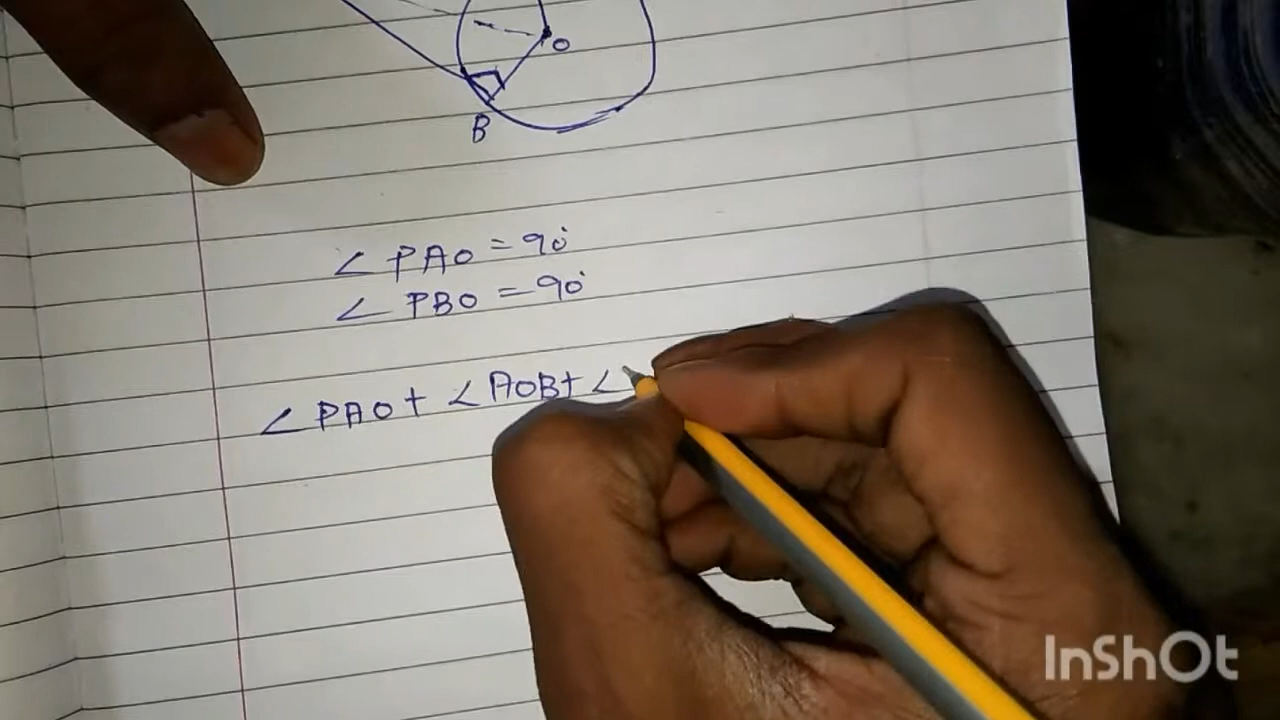 O
B
∠ PAO = 90°
∠ PBO = 90°
∠ PAO + ∠ AOB + ∠
InShOt